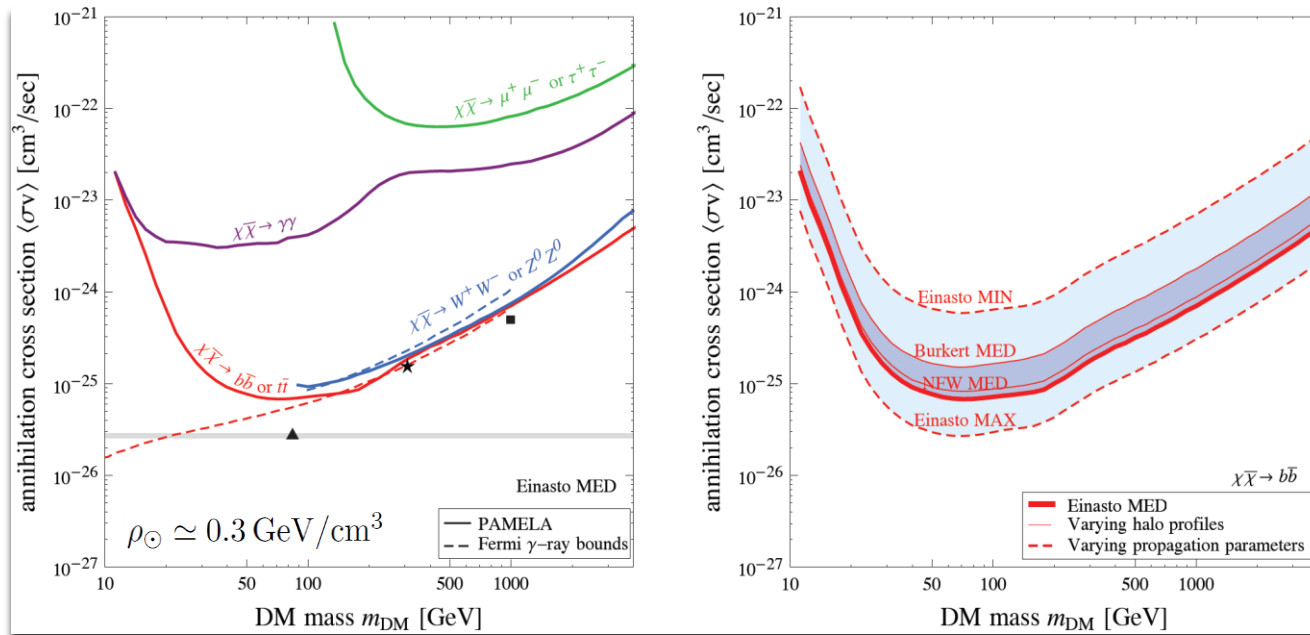 annihilation cross section ⟨σv⟩ [cm³/sec]
10⁻²¹
10⁻²²
10⁻²³
10⁻²⁴
10⁻²⁵
10⁻²⁶
10⁻²⁷
χχ̄→ μ⁺ μ⁻ or τ⁺ τ⁻
χχ̄→ γγ
χχ̄→ W⁺ W⁻ or Z⁰ Z⁰
χχ̄→ bb̄ or tt̄
Einasto MED
ρ⊙ ≃ 0.3 GeV/cm³
PAMELA
Fermi γ−ray bounds
10 50 100 500 1000
DM mass m_DM [GeV]
annihilation cross section ⟨σv⟩ [cm³/sec]
10⁻²¹
10⁻²²
10⁻²³
10⁻²⁴
10⁻²⁵
10⁻²⁶
10⁻²⁷
Einasto MIN
Burkert MED
NFW MED
Einasto MAX
χχ̄→ bb̄
Einasto MED
Varying halo profiles
Varying propagation parameters
10 50 100 500 1000
DM mass m_DM [GeV]